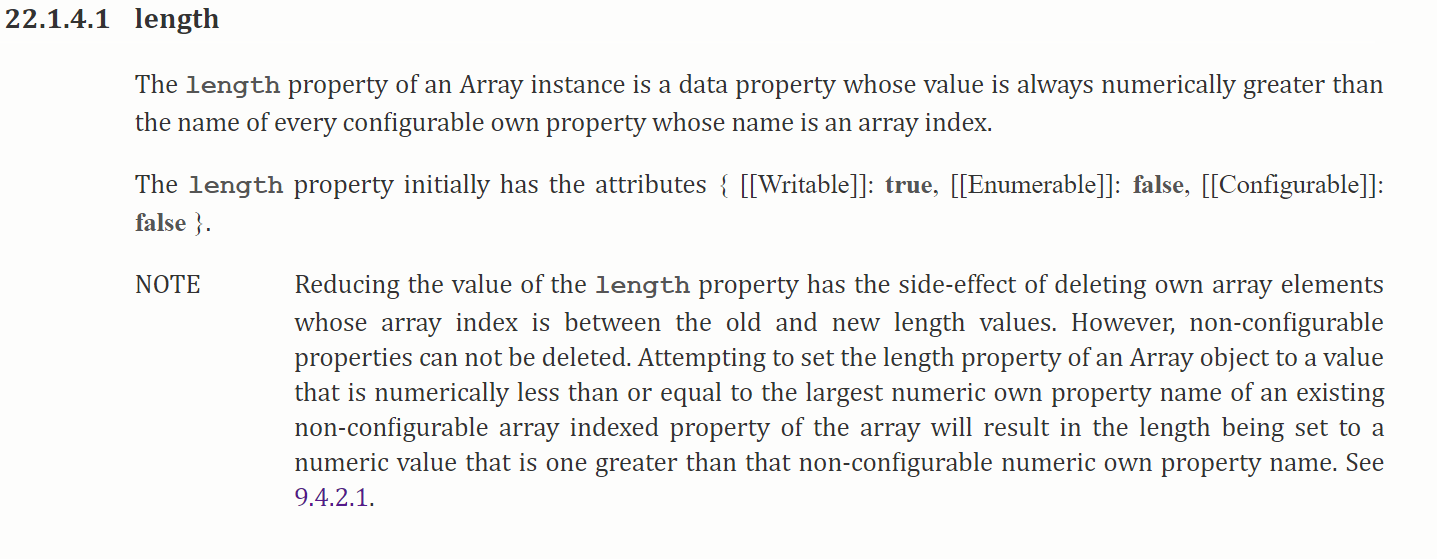 22.1.4.1 length
The length property of an Array instance is a data property whose value is always numerically greater than
the name of every configurable own property whose name is an array index.
The length property initially has the attributes { [[Writable]]: true, [[Enumerable]]: false, [[Configurable]]:
false }.
NOTE Reducing the value of the length property has the side-effect of deleting own array elements
whose array index is between the old and new length values. However, non-configurable
properties can not be deleted. Attempting to set the length property of an Array object to a value
that is numerically less than or equal to the largest numeric own property name of an existing
non-configurable array indexed property of the array will result in the length being set to a
numeric value that is one greater than that non-configurable numeric own property name. See
9.4.2.1.